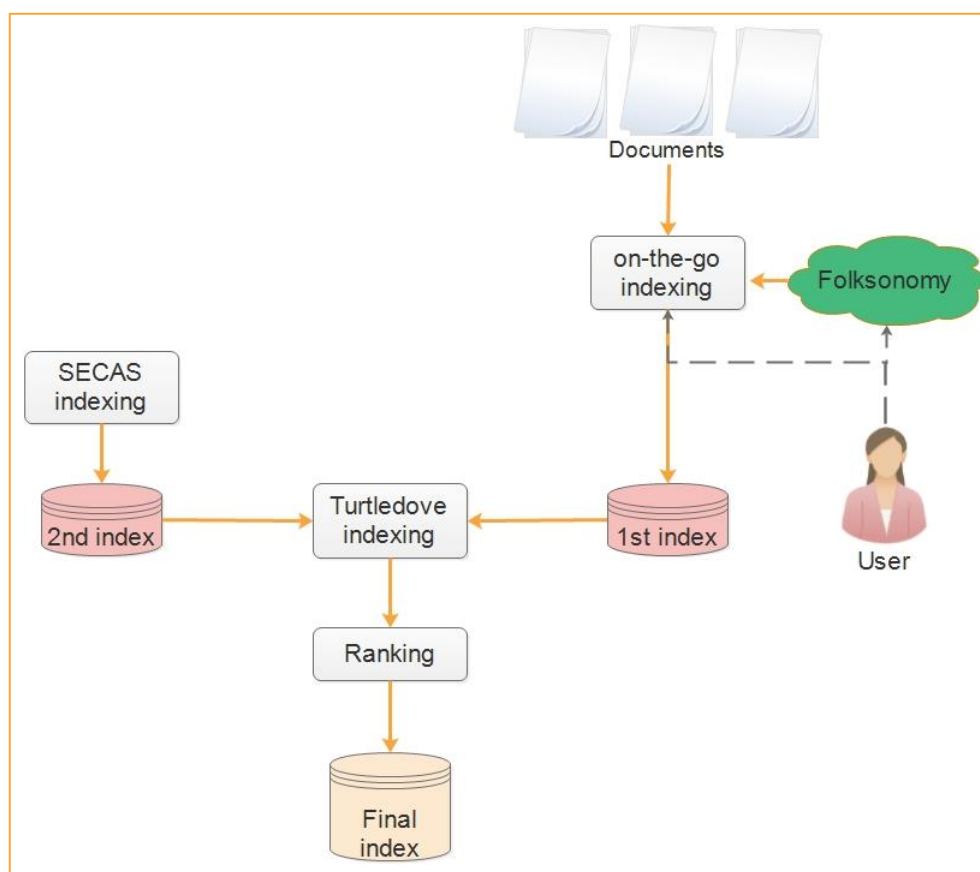 Documents
on-the-go
indexing
Folksonomy
SECAS
indexing
2nd index
Turtledove
indexing
1st index
User
Ranking
Final
index